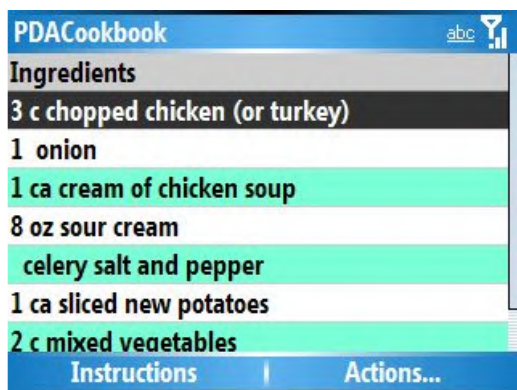 PDACookbook abc
Ingredients
3 c chopped chicken (or turkey)
1 onion
1 ca cream of chicken soup
8 oz sour cream
celery salt and pepper
1 ca sliced new potatoes
2 c mixed vegetables
Instructions Actions...